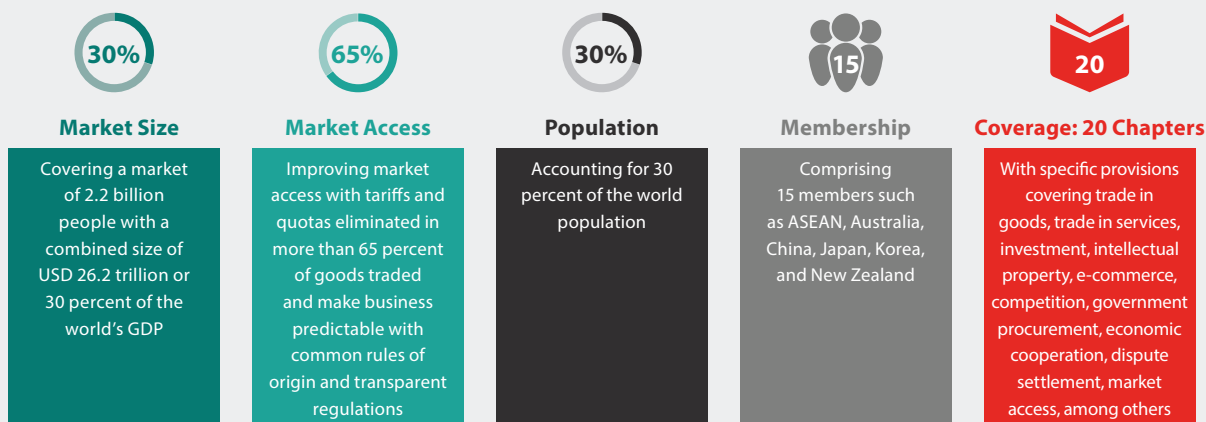 30%
Market Size
Covering a market
of 2.2 billion
people with a
combined size of
USD 26.2 trillion or
30 percent of the
world’s GDP
65%
Market Access
Improving market
access with tariffs and
quotas eliminated in
more than 65 percent
of goods traded
and make business
predictable with
common rules of
origin and transparent
regulations
30%
Population
Accounting for 30
percent of the world
population
15
Membership
Comprising
15 members such
as ASEAN, Australia,
China, Japan, Korea,
and New Zealand
20
Coverage: 20 Chapters
With specific provisions
covering trade in
goods, trade in services,
investment, intellectual
property, e-commerce,
competition, government
procurement, economic
cooperation, dispute
settlement, market
access, among others